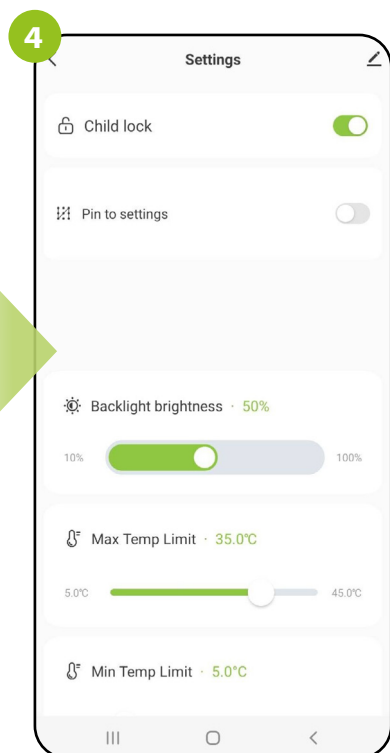 4
Settings
Child lock
Pin to settings
Backlight brightness · 50%
10% 100%
Max Temp Limit · 35.0℃
5.0℃ 45.0℃
Min Temp Limit · 5.0°C